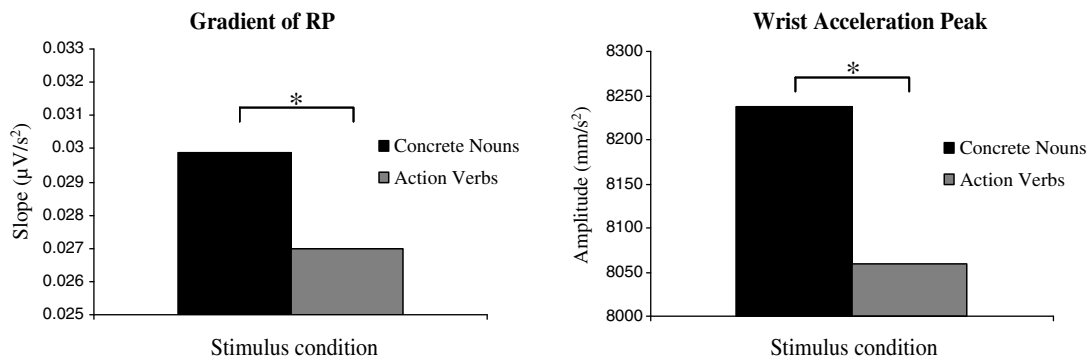 Gradient of RP
0.033
0.032
0.031
0.03
0.029
0.028
0.027
0.026
0.025
Slope (µV/s²)
*
Concrete Nouns
Action Verbs
Stimulus condition
Wrist Acceleration Peak
8300
8250
8200
8150
8100
8050
8000
Amplitude (mm/s²)
*
Concrete Nouns
Action Verbs
Stimulus condition